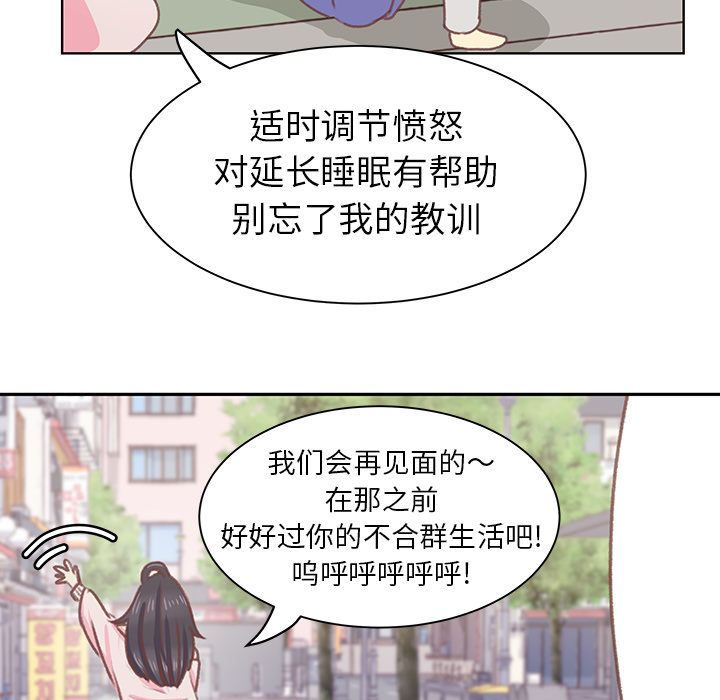 适时调节愤怒
对延长睡眠有帮助
别忘了我的教训
我们会再见面的～
在那之前
好好过你的不合群生活吧!
呜呼呼呼呼呼!